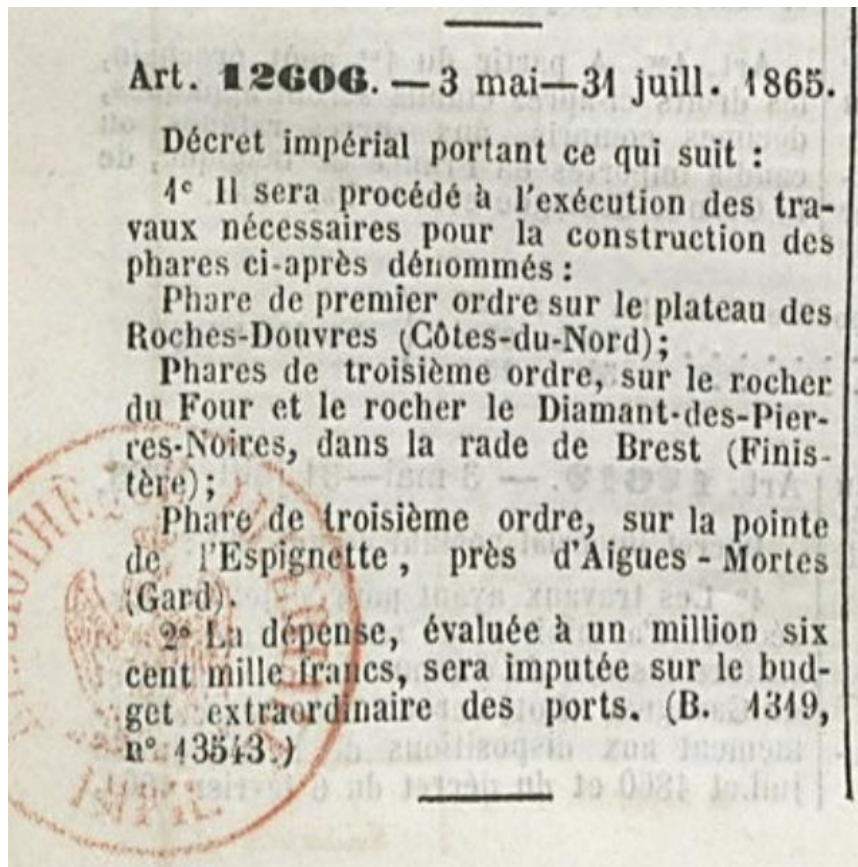 Art. 12606. — 3 mai—31 juill. 1865.
Décret impérial portant ce qui suit :
1° Il sera procédé à l'exécution des tra-
vaux nécessaires pour la construction des
phares ci-après dénommés :
Phare de premier ordre sur le plateau des
Roches-Douvres (Côtes-du-Nord);
Phares de troisième ordre, sur le rocher
du Four et le rocher le Diamant-des-Pier-
res-Noires, dans la rade de Brest (Finis-
tère);
Phare de troisième ordre, sur la pointe
de l'Espignette, près d'Aigues-Mortes
(Gard).
2° La dépense, évaluée à un million six
cent mille francs, sera imputée sur le bud-
get extraordinaire des ports. (B. 1319,
n° 13543.)